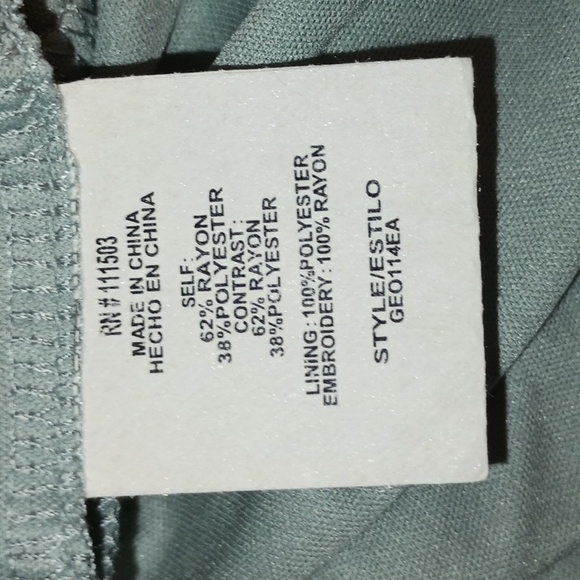 RN # 111503
MADE IN CHINA
HECHO EN CHINA
SELF:
62% RAYON
38%POLYESTER
CONTRAST:
62% RAYON
38%POLYESTER
LINING: 100%POLYESTER
EMBROIDERY: 100% RAYON
STYLE/ESTILO
GEO114EA